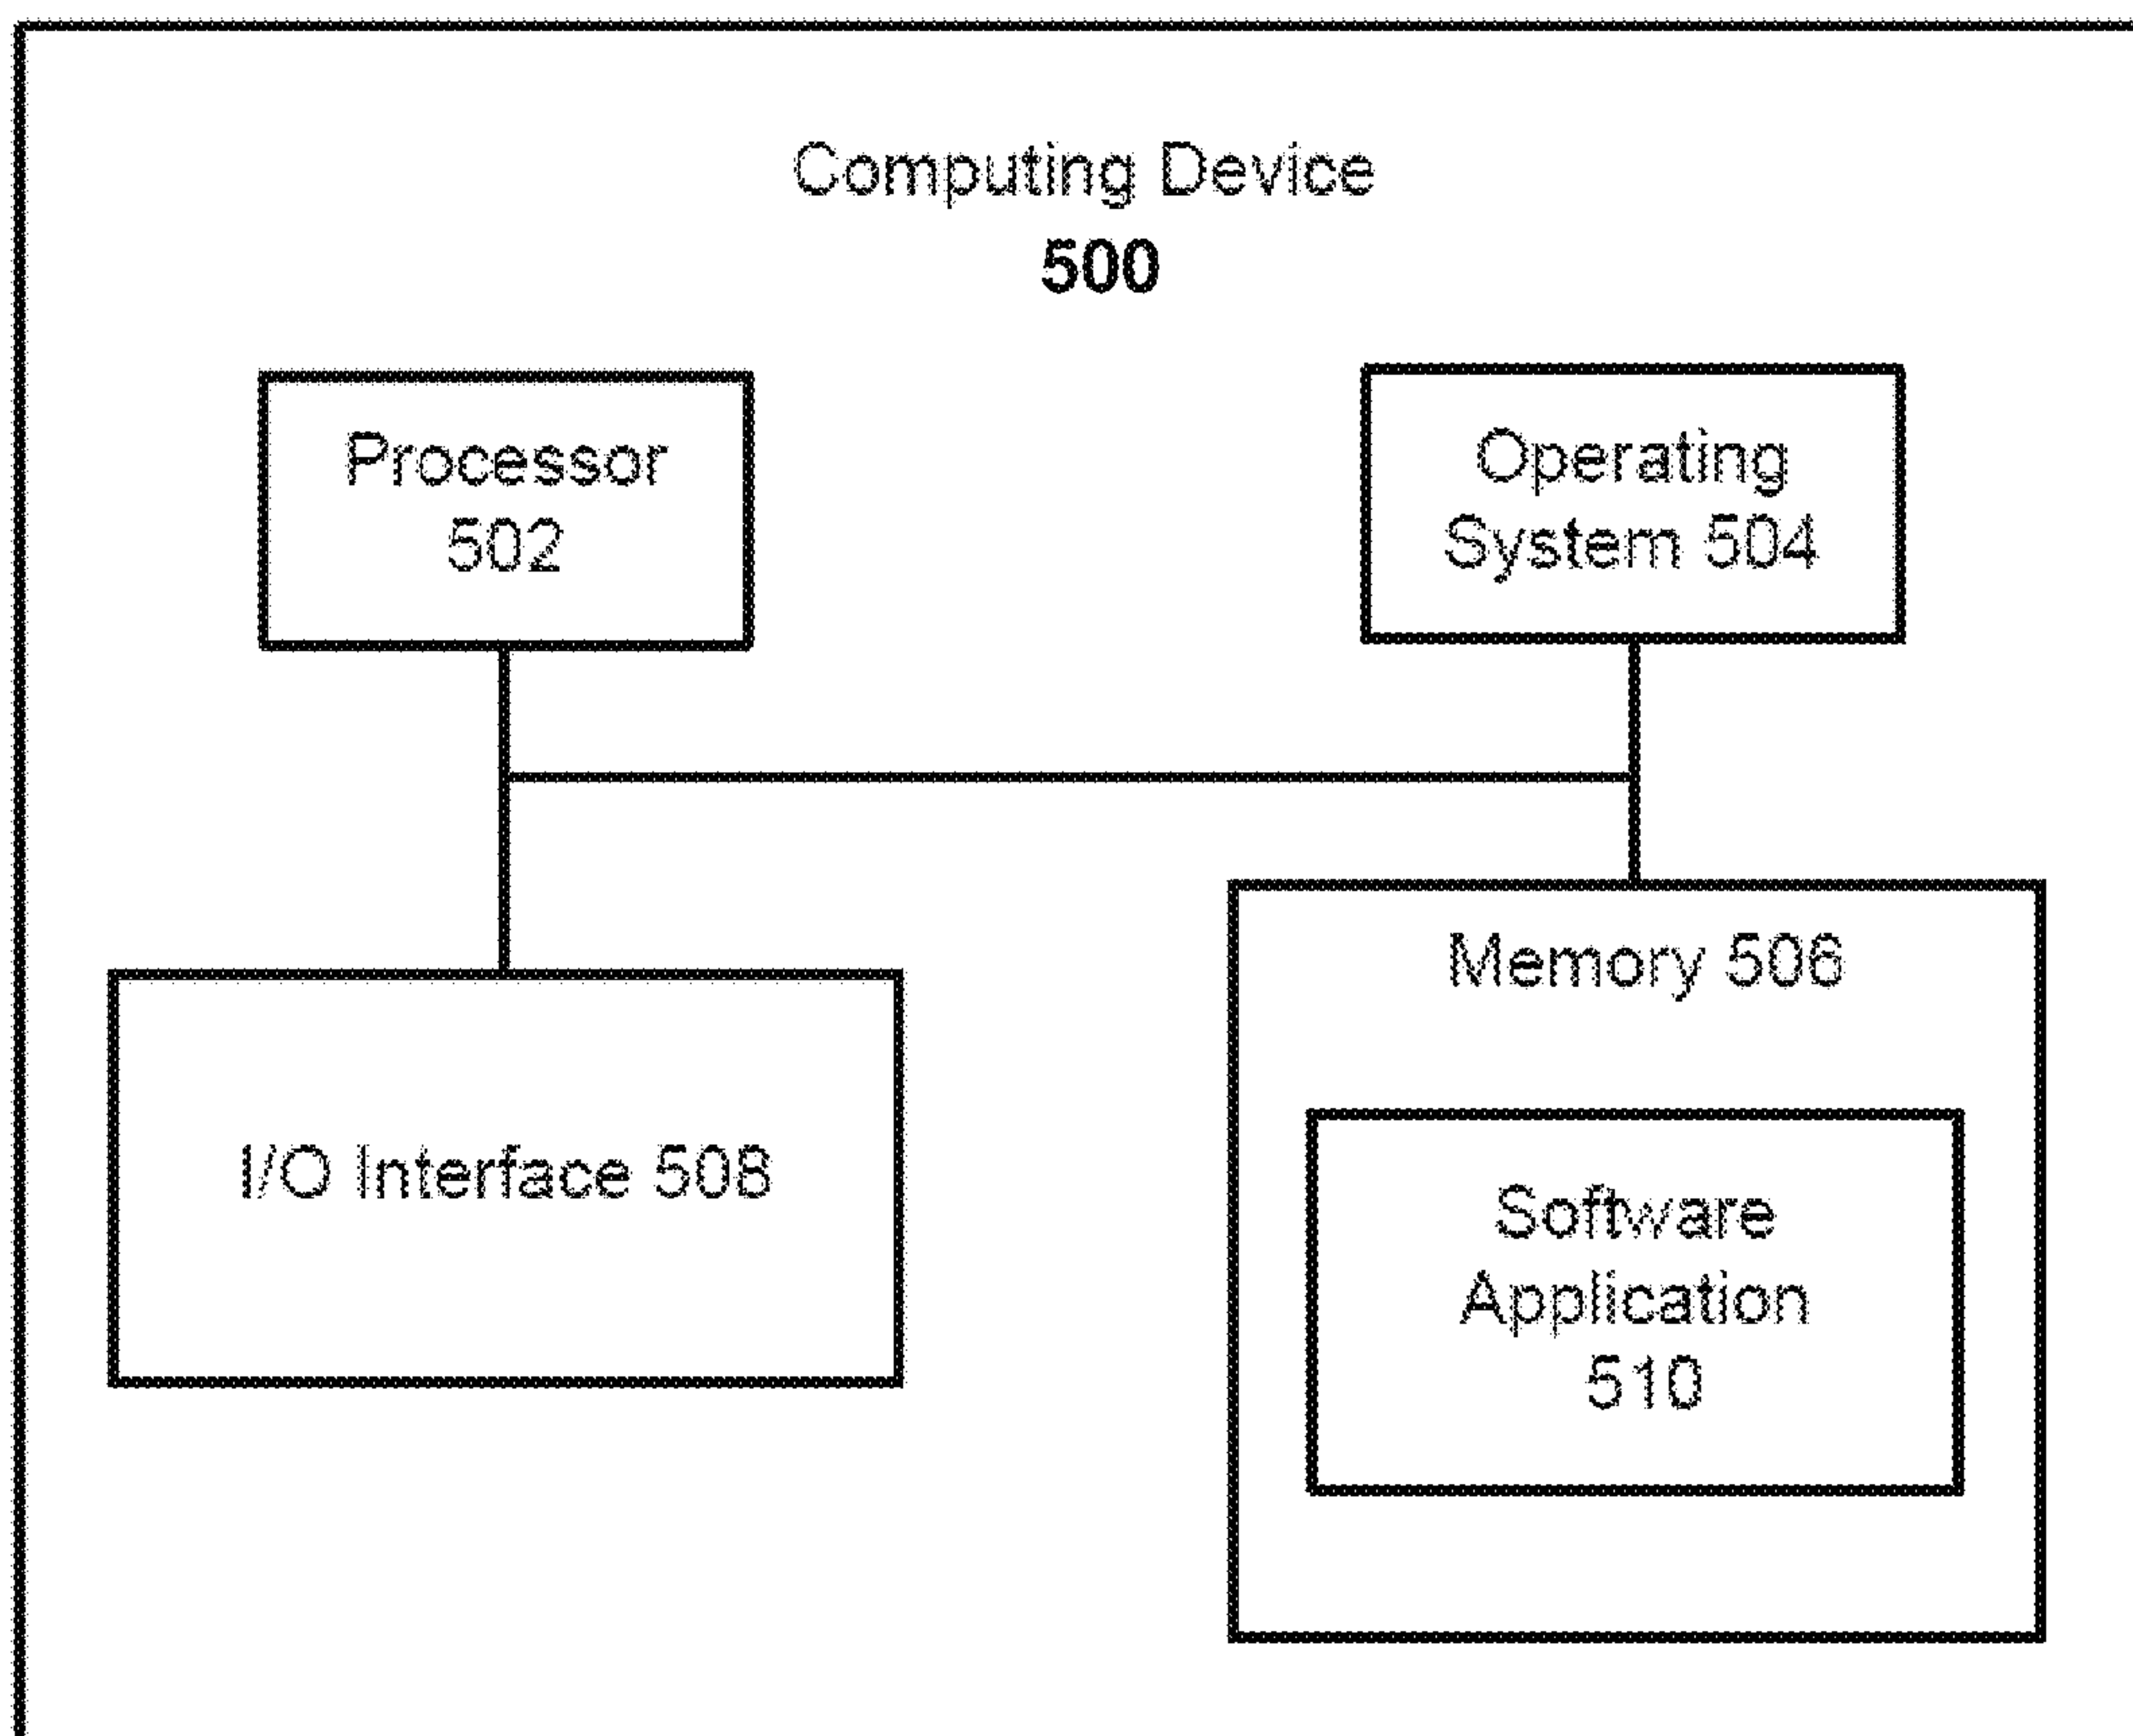 Computing Device
500
Processor
502
Operating
System 504
Memory 506
I/O Interface 508
Software
Application
510